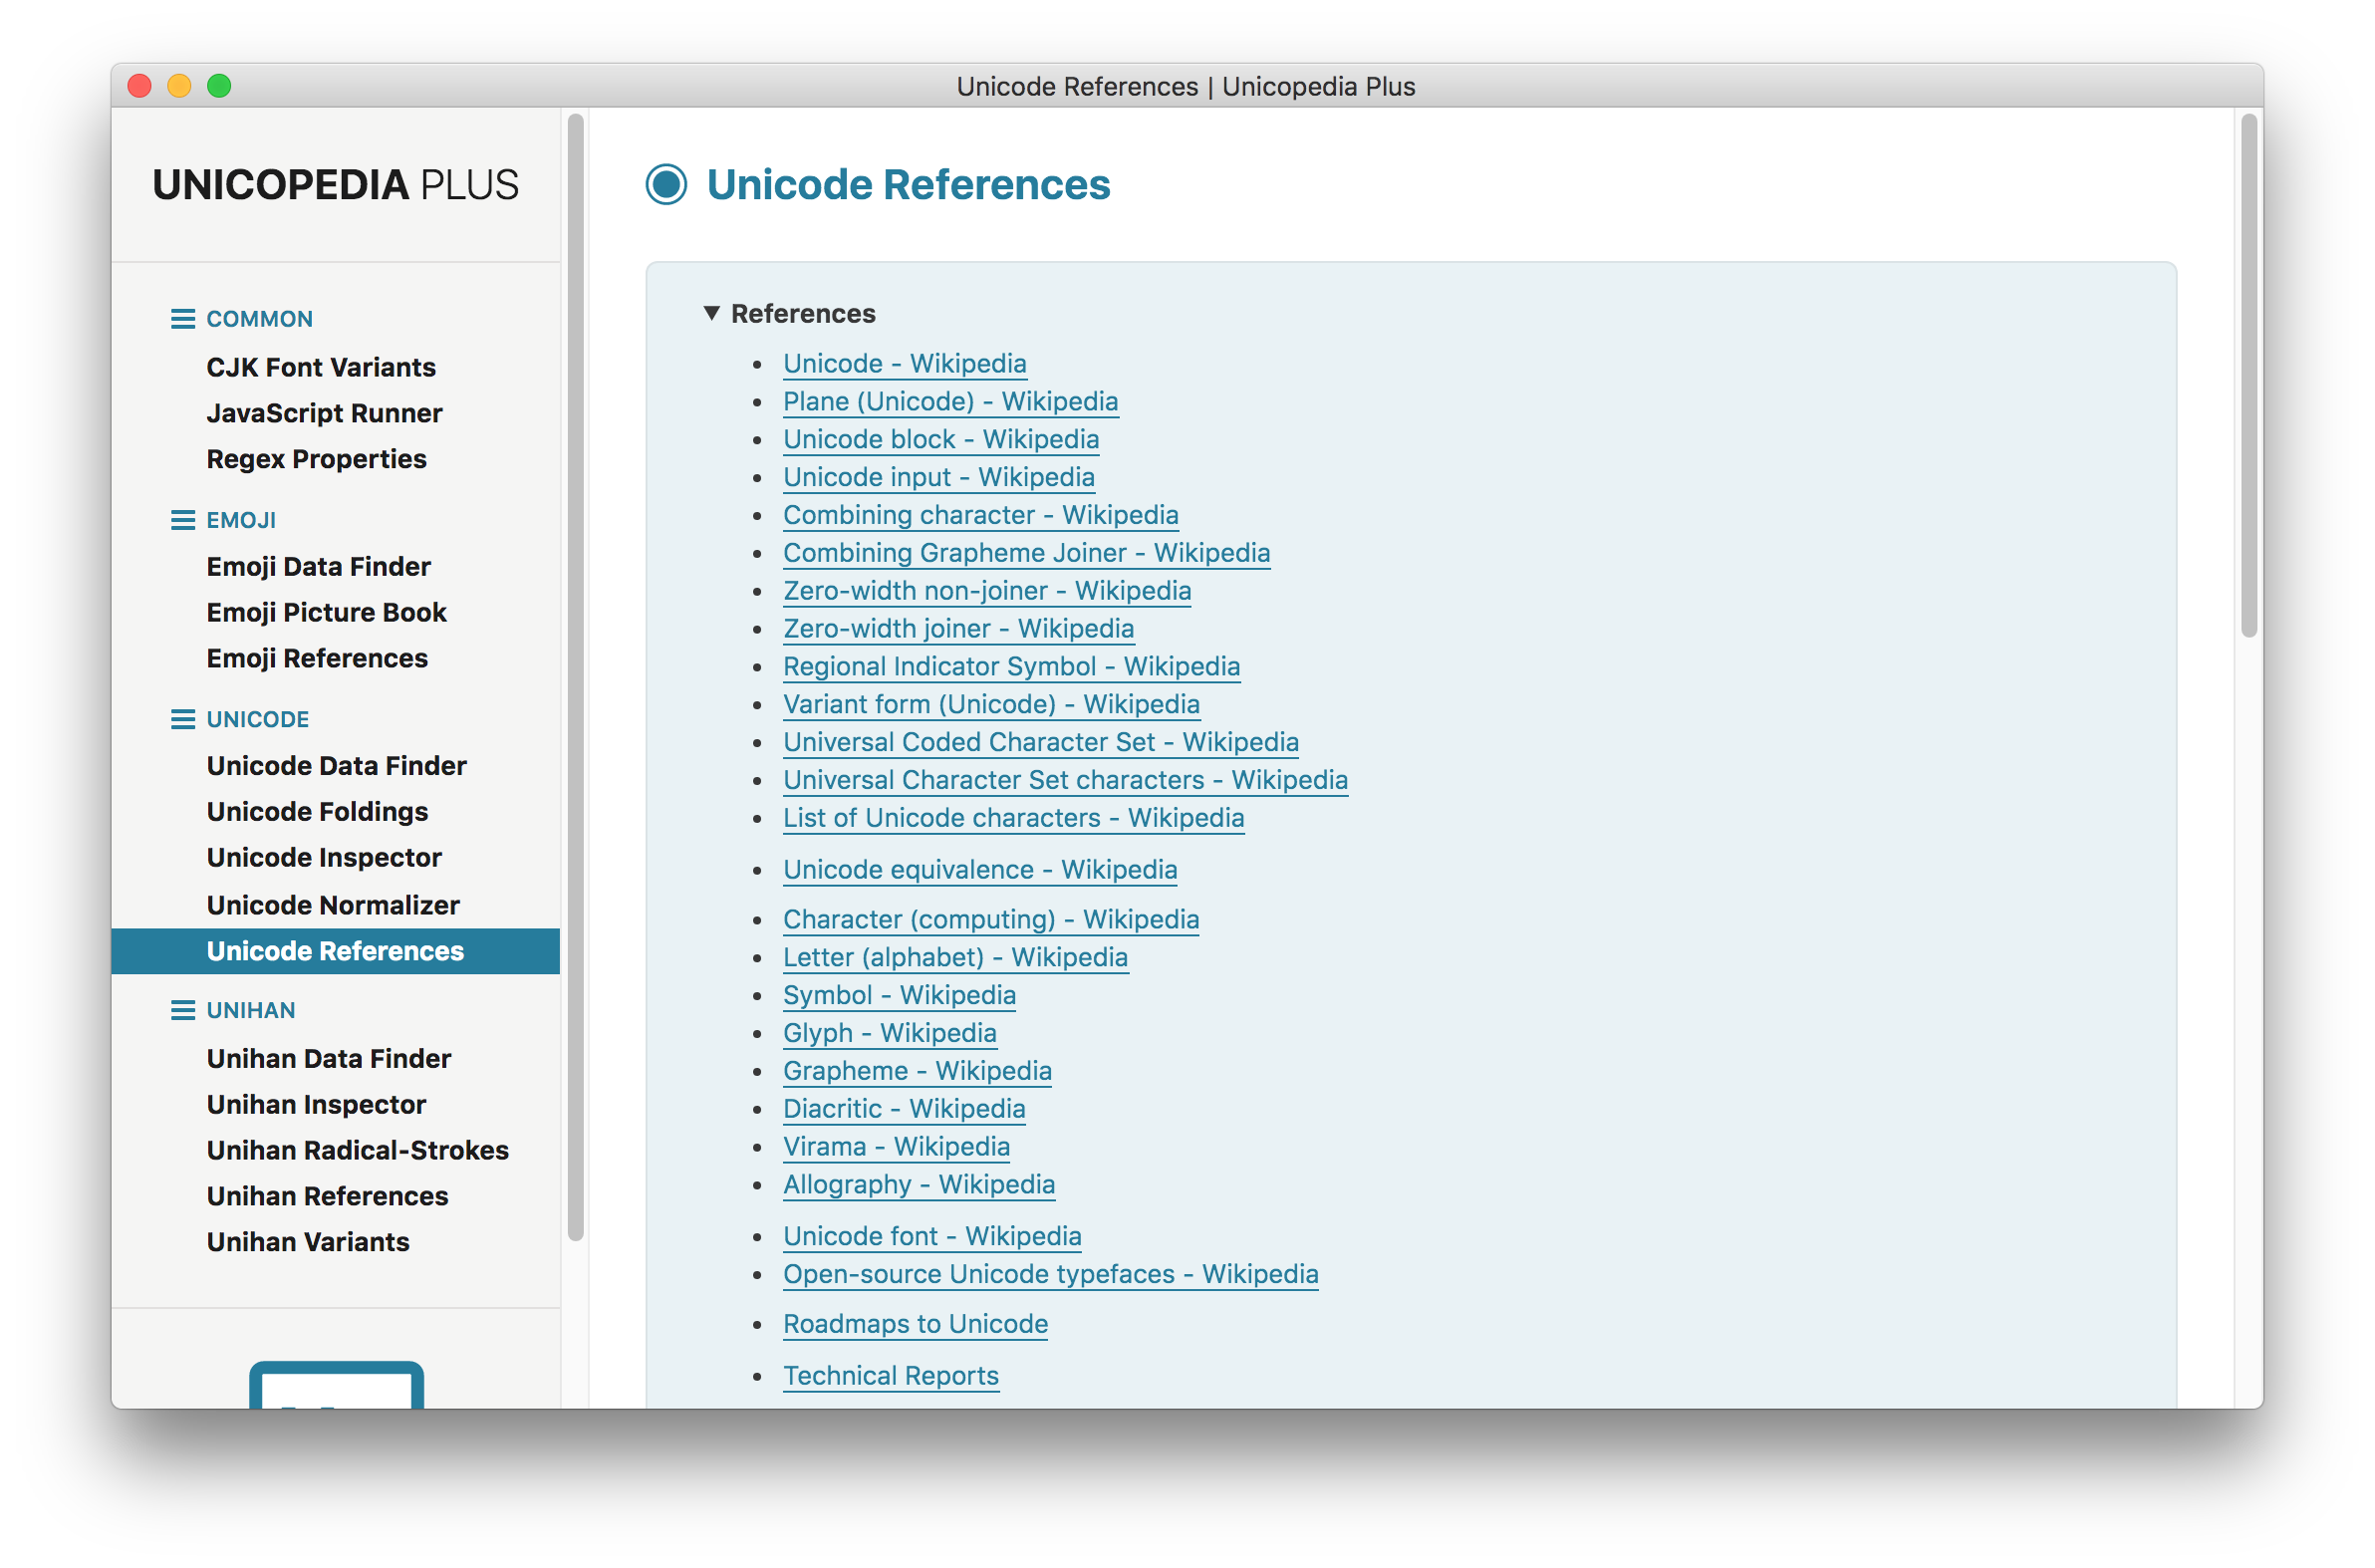 Unicode References | Unicopedia Plus
UNICOPEDIA PLUS
COMMON
CJK Font Variants
JavaScript Runner
Regex Properties
EMOJI
Emoji Data Finder
Emoji Picture Book
Emoji References
UNICODE
Unicode Data Finder
Unicode Foldings
Unicode Inspector
Unicode Normalizer
Unicode References
UNIHAN
Unihan Data Finder
Unihan Inspector
Unihan Radical-Strokes
Unihan References
Unihan Variants
Unicode References
References
Unicode - Wikipedia
Plane (Unicode) - Wikipedia
Unicode block - Wikipedia
Unicode input - Wikipedia
Combining character - Wikipedia
Combining Grapheme Joiner - Wikipedia
Zero-width non-joiner - Wikipedia
Zero-width joiner - Wikipedia
Regional Indicator Symbol - Wikipedia
Variant form (Unicode) - Wikipedia
Universal Coded Character Set - Wikipedia
Universal Character Set characters - Wikipedia
List of Unicode characters - Wikipedia
Unicode equivalence - Wikipedia
Character (computing) - Wikipedia
Letter (alphabet) - Wikipedia
Symbol - Wikipedia
Glyph - Wikipedia
Grapheme - Wikipedia
Diacritic - Wikipedia
Virama - Wikipedia
Allography - Wikipedia
Unicode font - Wikipedia
Open-source Unicode typefaces - Wikipedia
Roadmaps to Unicode
Technical Reports